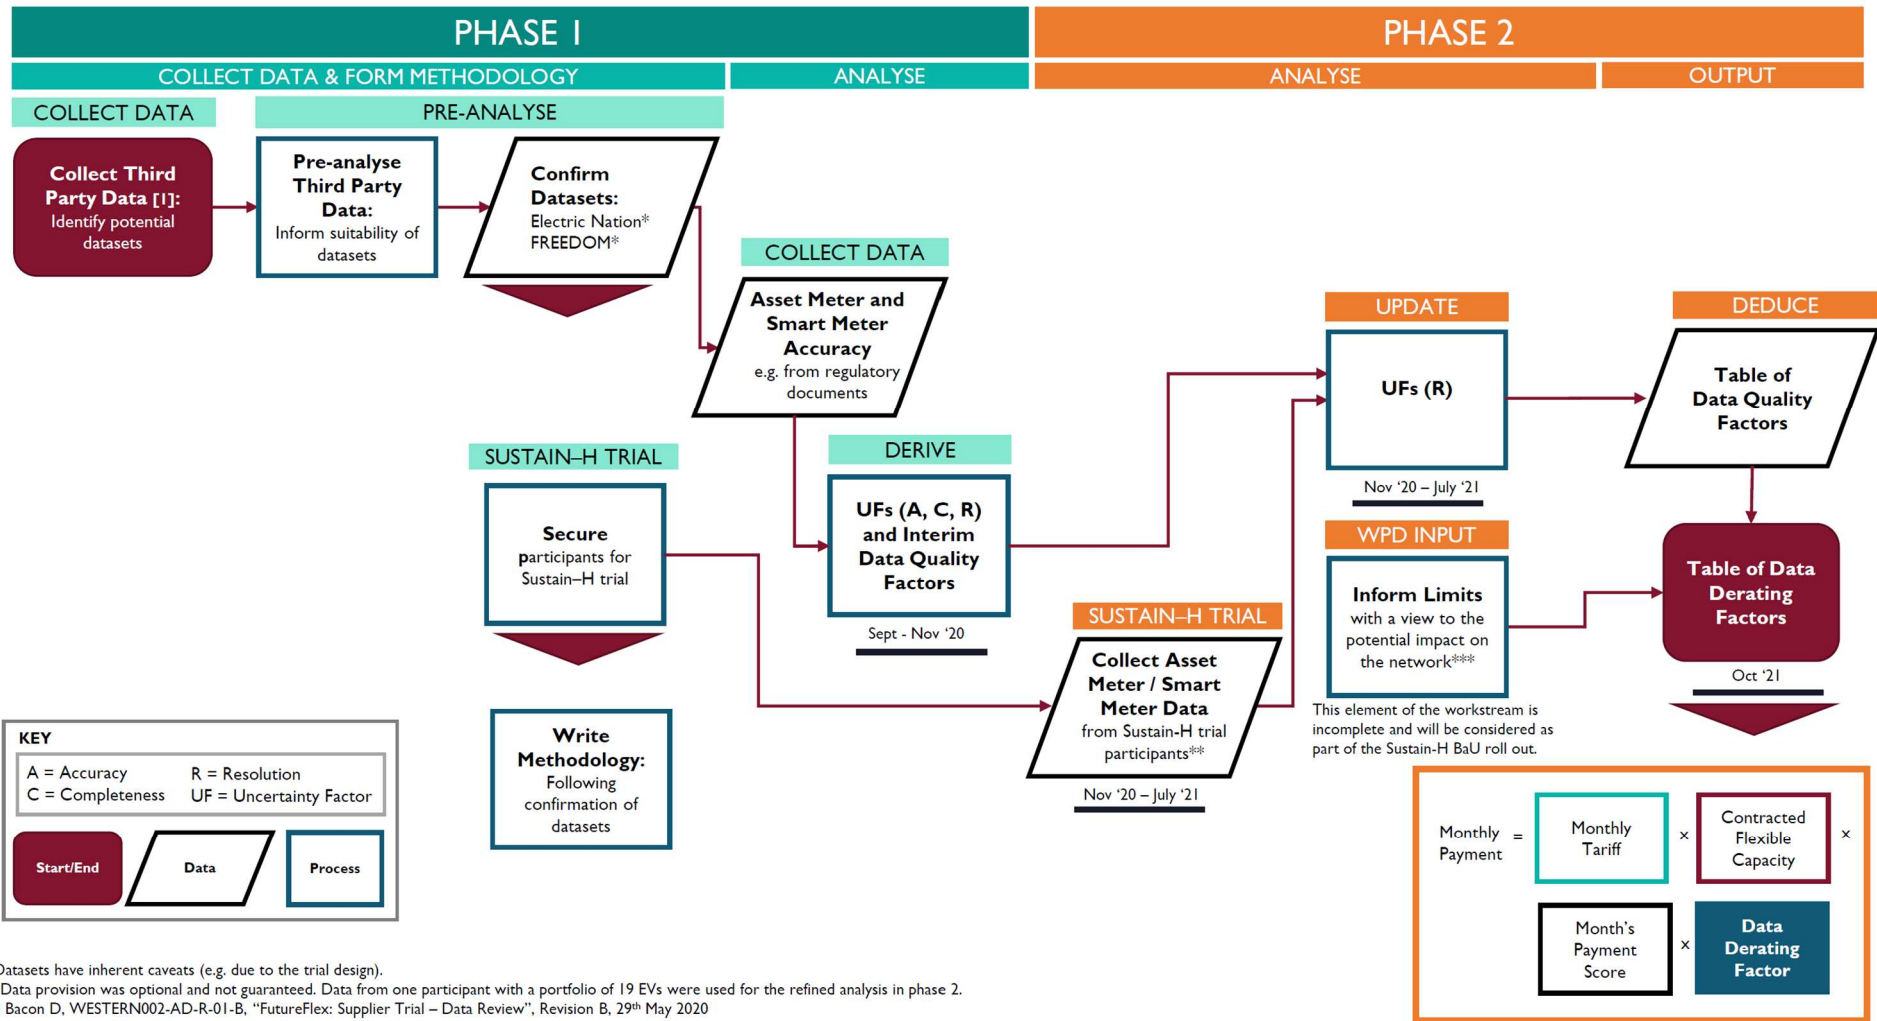 PHASE 1
PHASE 2
COLLECT DATA & FORM METHODOLOGY
ANALYSE
ANALYSE
OUTPUT
COLLECT DATA
PRE-ANALYSE
Collect Third
Party Data [1]:
Identify potential
datasets
Pre-analyse
Third Party
Data:
Inform suitability of
datasets
Confirm
Datasets:
Electric Nation*
FREEDOM*
COLLECT DATA
Asset Meter and
Smart Meter
Accuracy
e.g. from regulatory
documents
SUSTAIN–H TRIAL
Secure
participants for
Sustain–H trial
DERIVE
UFs (A, C, R)
and Interim
Data Quality
Factors
Sept - Nov ‘20
Write
Methodology:
Following
confirmation of
datasets
SUSTAIN–H TRIAL
Collect Asset
Meter / Smart
Meter Data
from Sustain-H trial
participants**
Nov ‘20 – July ‘21
UPDATE
UFs (R)
Nov ‘20 – July ‘21
WPD INPUT
Inform Limits
with a view to the
potential impact on
the network***
This element of the workstream is
incomplete and will be considered as
part of the Sustain-H BaU roll out.
DEDUCE
Table of
Data Quality
Factors
Table of Data
Derating
Factors
Oct ‘21
KEY
A = Accuracy R = Resolution
C = Completeness UF = Uncertainty Factor
Start/End
Data
Process
Monthly
Payment
=
Monthly
Tariff
x
Contracted
Flexible
Capacity
x
Month's
Payment
Score
x
Data
Derating
Factor
Datasets have inherent caveats (e.g. due to the trial design).
Data provision was optional and not guaranteed. Data from one participant with a portfolio of 19 EVs were used for the refined analysis in phase 2.
Bacon D, WESTERN002-AD-R-01-B, “FutureFlex: Supplier Trial – Data Review”, Revision B, 29th May 2020